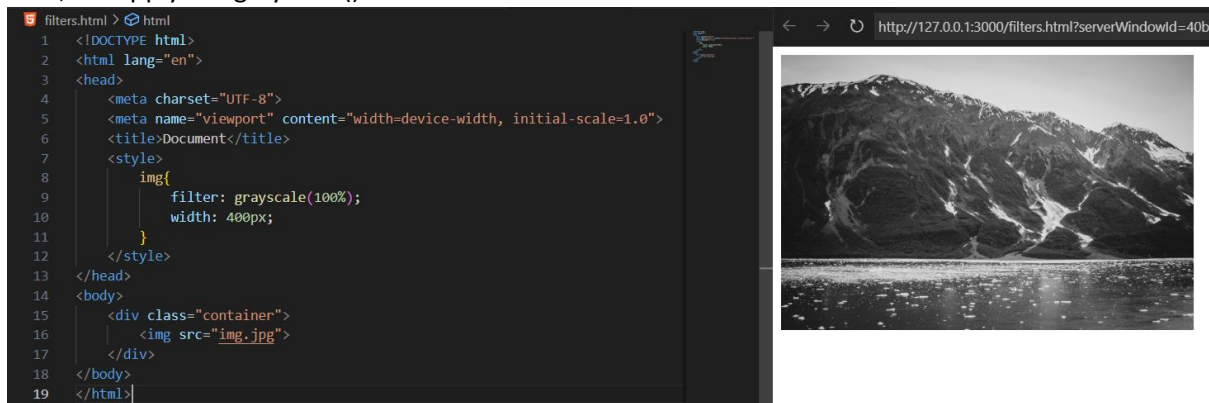 filters.html > html
1 <!DOCTYPE html>
2 <html lang="en">
3 <head>
4 <meta charset="UTF-8">
5 <meta name="viewport" content="width=device-width, initial-scale=1.0">
6 <title>Document</title>
7 <style>
8 img{
9 filter: grayscale(100%);
10 width: 400px;
11 }
12 </style>
13 </head>
14 <body>
15 <div class="container">
16 <img src="img.jpg">
17 </div>
18 </body>
19 </html>
http://127.0.0.1:3000/filters.html?serverWindowId=40b